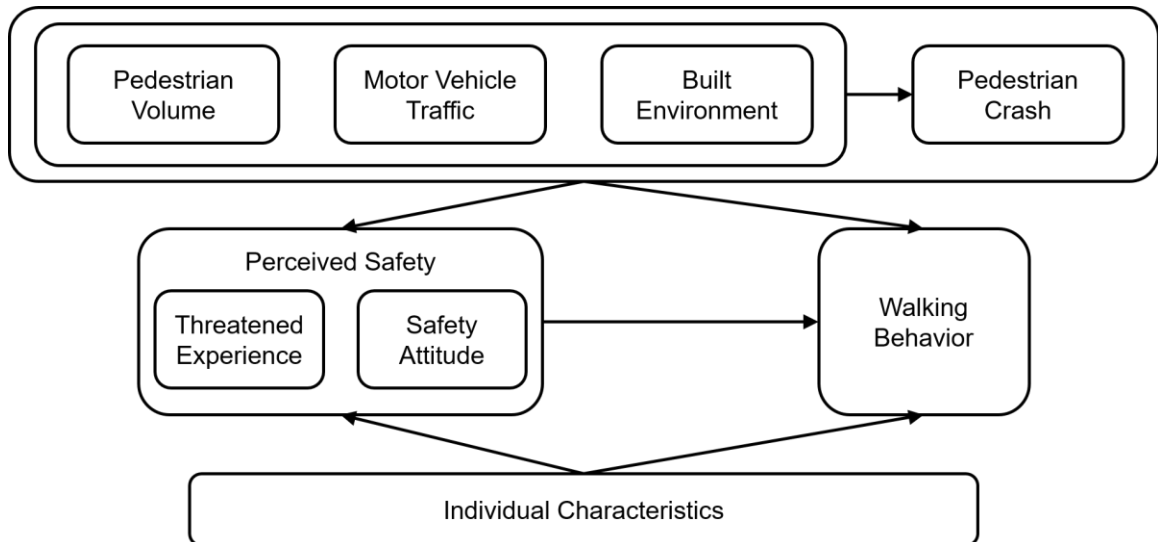 Pedestrian
Volume
Motor Vehicle
Traffic
Built
Environment
Pedestrian
Crash
Perceived Safety
Threatened
Experience
Safety
Attitude
Walking
Behavior
Individual Characteristics